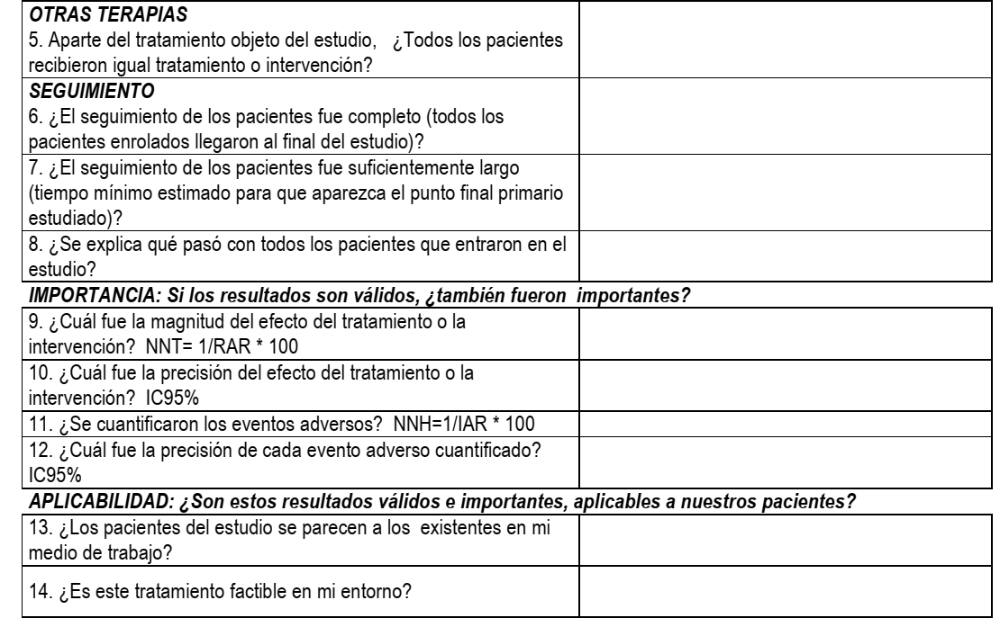 OTRAS TERAPIAS
5. Aparte del tratamiento objeto del estudio, ¿Todos los pacientes
recibieron igual tratamiento o intervención?
SEGUIMIENTO
6. ¿El seguimiento de los pacientes fue completo (todos los
pacientes enrolados llegaron al final del estudio)?
7. ¿El seguimiento de los pacientes fue suficientemente largo
(tiempo mínimo estimado para que aparezca el punto final primario
estudiado)?
8. ¿Se explica qué pasó con todos los pacientes que entraron en el
estudio?
IMPORTANCIA: Si los resultados son válidos, ¿también fueron importantes?
9. ¿Cuál fue la magnitud del efecto del tratamiento o la
intervención? NNT= 1/RAR * 100
10. ¿Cuál fue la precisión del efecto del tratamiento o la
intervención? IC95%
11. ¿Se cuantificaron los eventos adversos? NNH=1/IAR * 100
12. ¿Cuál fue la precisión de cada evento adverso cuantificado?
IC95%
APLICABILIDAD: ¿Son estos resultados válidos e importantes, aplicables a nuestros pacientes?
13. ¿Los pacientes del estudio se parecen a los existentes en mi
medio de trabajo?
14. ¿Es este tratamiento factible en mi entorno?